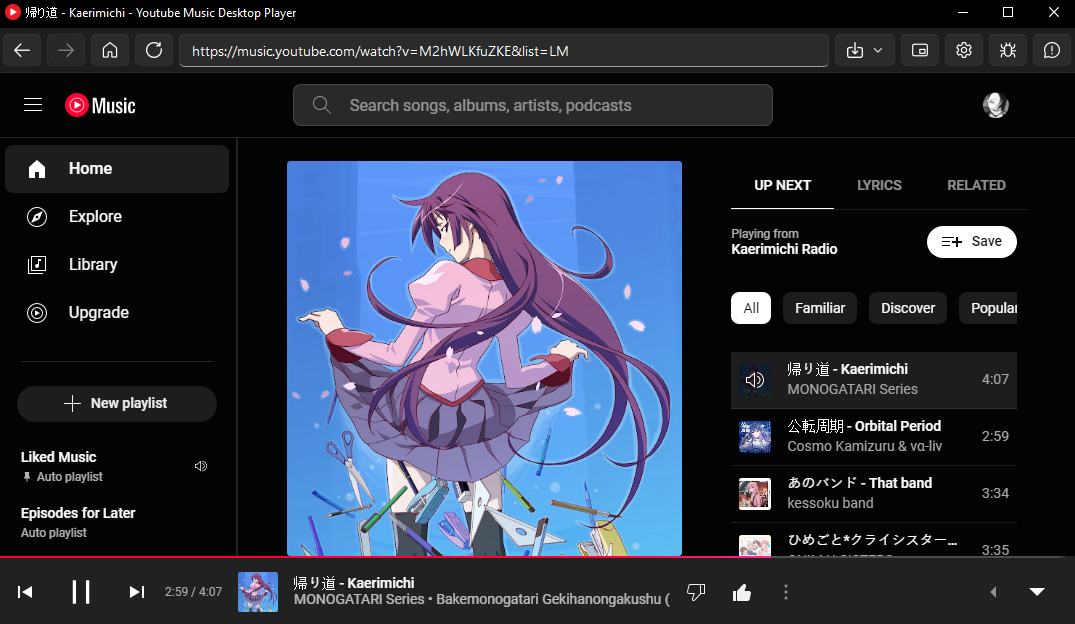 帰り道 - Kaerimichi - Youtube Music Desktop Player
https://music.youtube.com/watch?v=M2hWLKfuZKE&list=LM
Music
Search songs, albums, artists, podcasts
Home
Explore
Library
Upgrade
New playlist
Liked Music
Auto playlist
Episodes for Later
Auto playlist
UP NEXT
LYRICS
RELATED
Playing from
Kaerimichi Radio
Save
All
Familiar
Discover
Popular
帰り道 - Kaerimichi
MONOGATARI Series
4:07
公転周期 - Orbital Period
Cosmo Kamizuru & vα-liv
2:59
あのバンド - That band
kessoku band
3:34
ひめごと*クライシスター...
3:35
2:59 / 4:07
帰り道 - Kaerimichi
MONOGATARI Series • Bakemonogatari Gekihanongakushu (